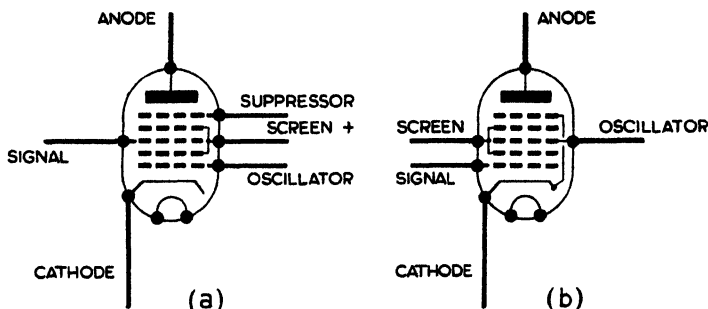 ANODE
SUPPRESSOR
SCREEN +
SIGNAL
OSCILLATOR
CATHODE
(a)
ANODE
SCREEN
OSCILLATOR
SIGNAL
CATHODE
(b)